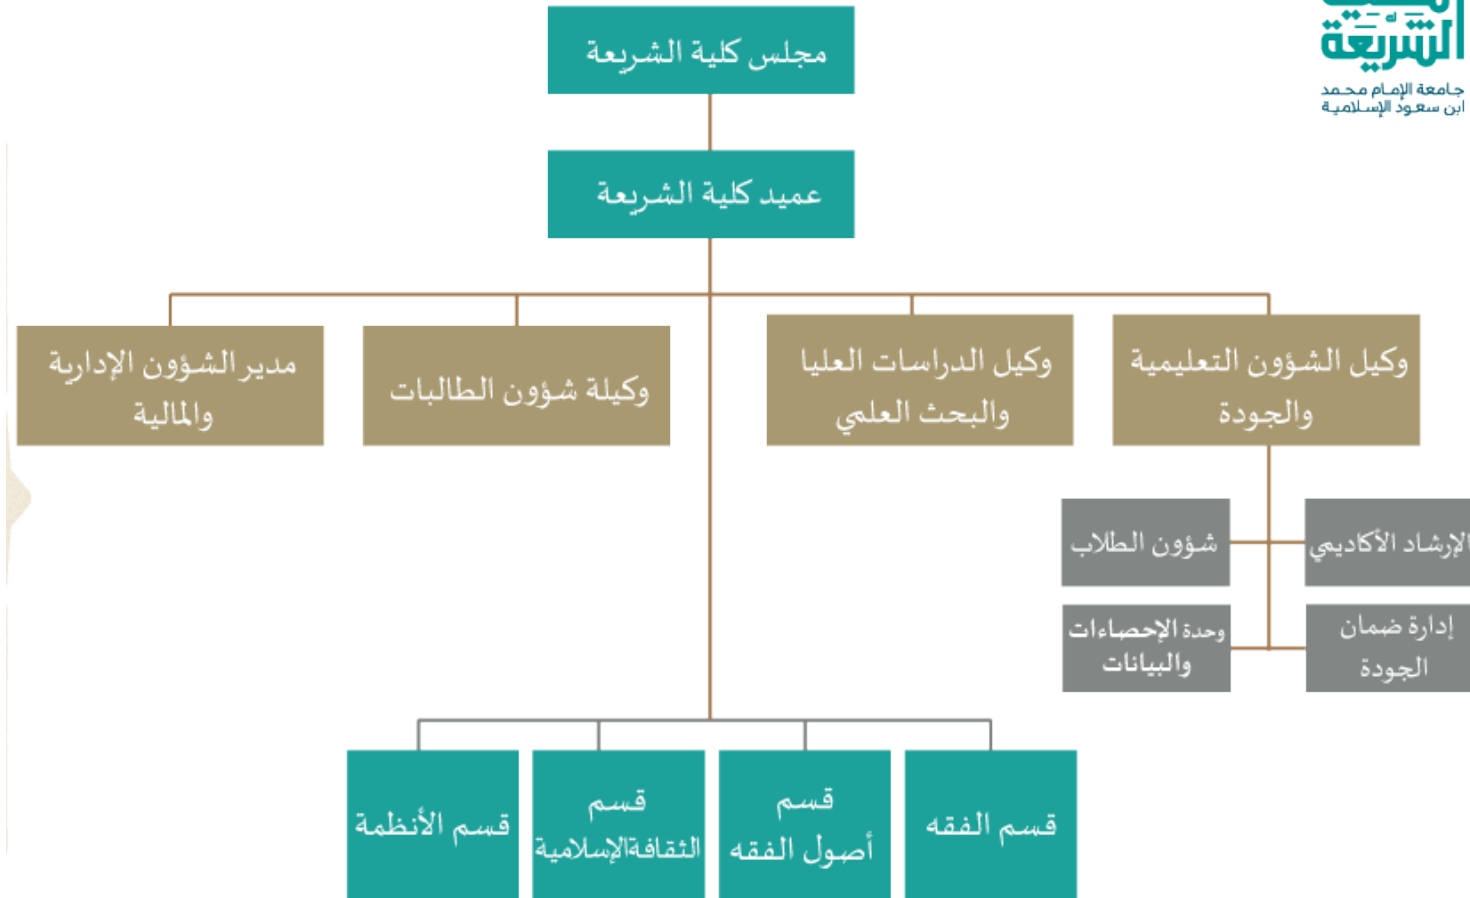 الشريعة
جامعة الإمام محمد
ابن سعود الإسلامية
مجلس كلية الشريعة
عميد كلية الشريعة
وكيل الشؤون التعليمية
والجودة
وكيل الدراسات العليا
والبحث العلمي
وكيلة شؤون الطالبات
مدير الشؤون الإدارية
والمالية
الإرشاد الأكاديمي
شؤون الطلاب
إدارة ضمان
الجودة
وحدة الإحصاءات
والبيانات
قسم الفقه
قسم
أصول الفقه
قسم
الثقافةالإسلامية
قسم الأنظمة